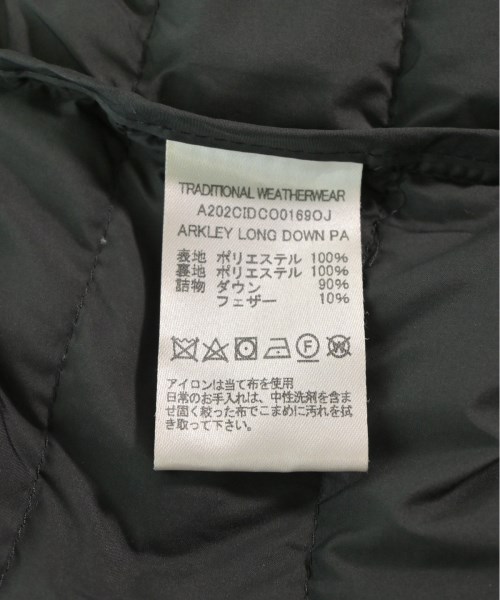 TRADITIONAL WEATHERWEAR
A202CIDCO0169OJ
ARKLEY LONG DOWN PA
表地 ポリエステル 100%
裏地 ポリエステル 100%
詰物 ダウン 90%
フェザー 10%
F W
アイロンは当て布を使用
日常のお手入れは、中性洗剤を含ま
せ固く絞った布でこまめに汚れを拭
き取って下さい。